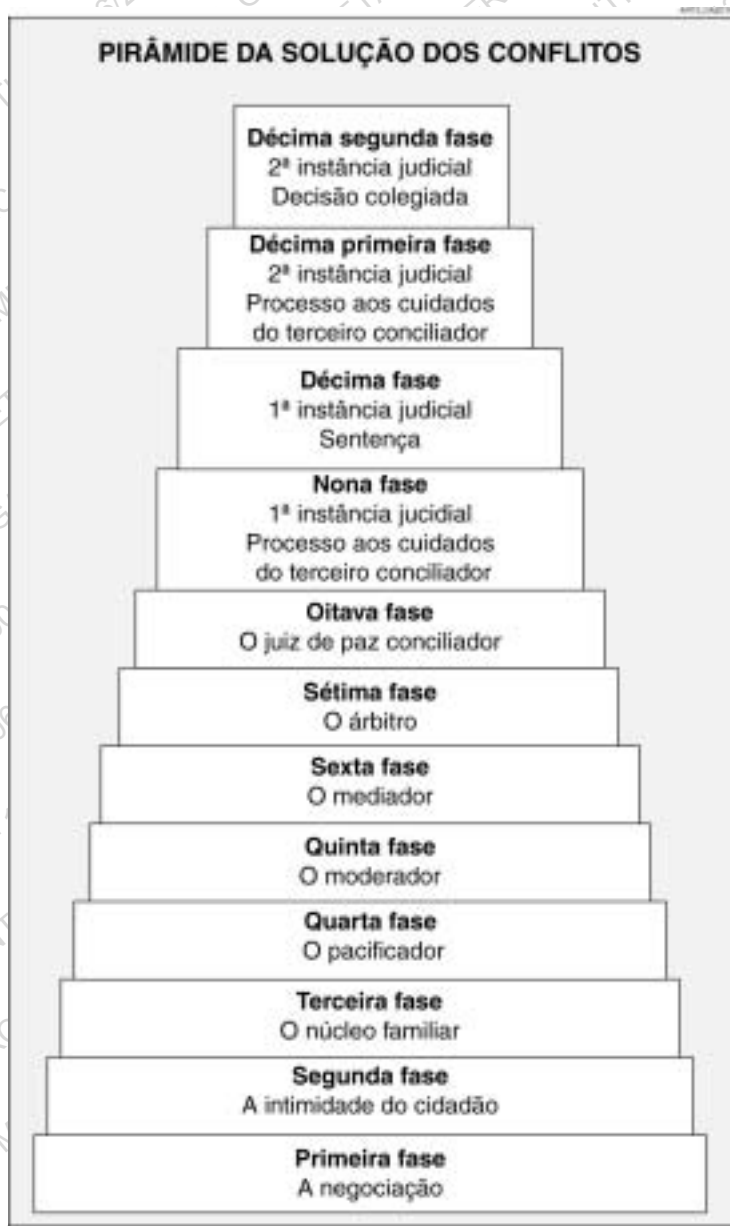 PIRÂMIDE DA SOLUÇÃO DOS CONFLITOS
Décima segunda fase
2ª instância judicial
Decisão colegiada
Décima primeira fase
2ª instância judicial
Processo aos cuidados
do terceiro conciliador
Décima fase
1ª instância judicial
Sentença
Nona fase
1ª instância jucidial
Processo aos cuidados
do terceiro conciliador
Oitava fase
O juiz de paz conciliador
Sétima fase
O árbitro
Sexta fase
O mediador
Quinta fase
O moderador
Quarta fase
O pacificador
Terceira fase
O núcleo familiar
Segunda fase
A intimidade do cidadão
Primeira fase
A negociação